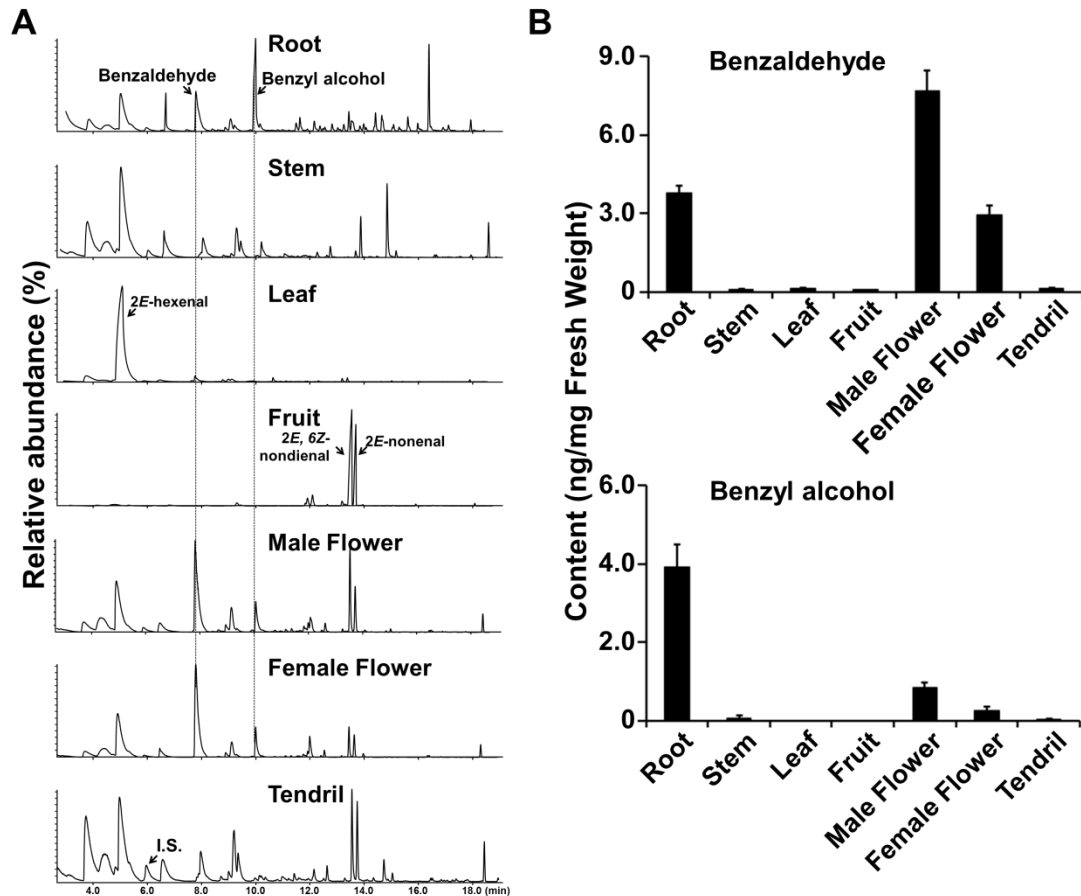 A
Relative abundance (%)
Root
Benzaldehyde
Benzyl alcohol
Stem
Leaf
2E-hexenal
Fruit
2E, 6Z-
nondienal
2E-nonenal
Male Flower
Female Flower
Tendril
I.S.
4.0 6.0 8.0 10.0 12.0 14.0 16.0 18.0 (min)
B
Content (ng/mg Fresh Weight)
Benzaldehyde
9.0
6.0
3.0
0
Root Stem Leaf Fruit Male Flower Female Flower Tendril
Benzyl alcohol
6.0
4.0
2.0
0
Root Stem Leaf Fruit Male Flower Female Flower Tendril